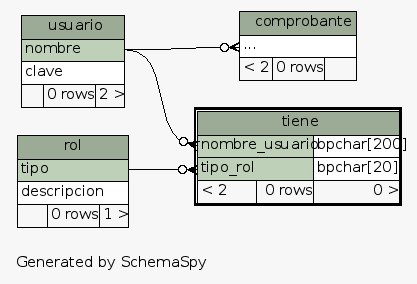 usuario
nombre
clave
0 rows 2 >
comprobante
...
< 2 0 rows
rol
tipo
descripcion
0 rows 1 >
tiene
nombre_usuario bpchar[200]
tipo_rol bpchar[20]
< 2 0 rows 0 >
Generated by SchemaSpy